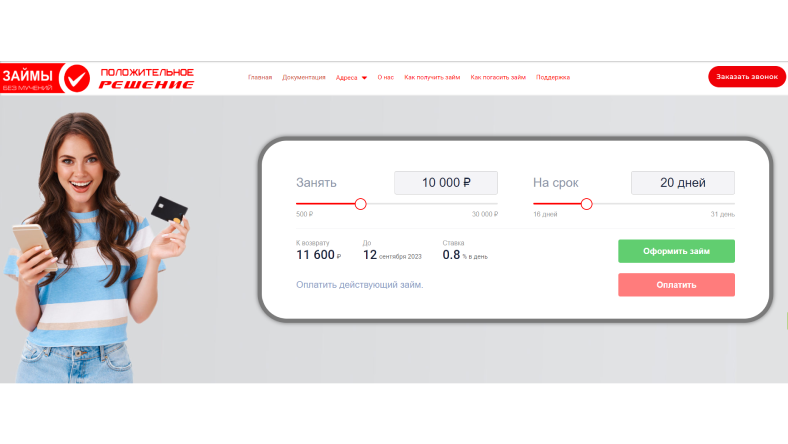 ЗАЙМЫ
БЕЗ МУЧЕНИЙ
ПОЛОЖИТЕЛЬНОЕ
РЕШЕНИЕ
Главная Документация Адреса О нас Как получить займ Как погасить займ Поддержка
Заказать звонок
Занять 10 000 ₽
500 ₽ 30 000 ₽
На срок 20 дней
16 дней 31 день
К возврату До Ставка
11 600 ₽ 12 сентября 2023 0.8 % в день
Оформить займ
Оплатить действующий займ.
Оплатить